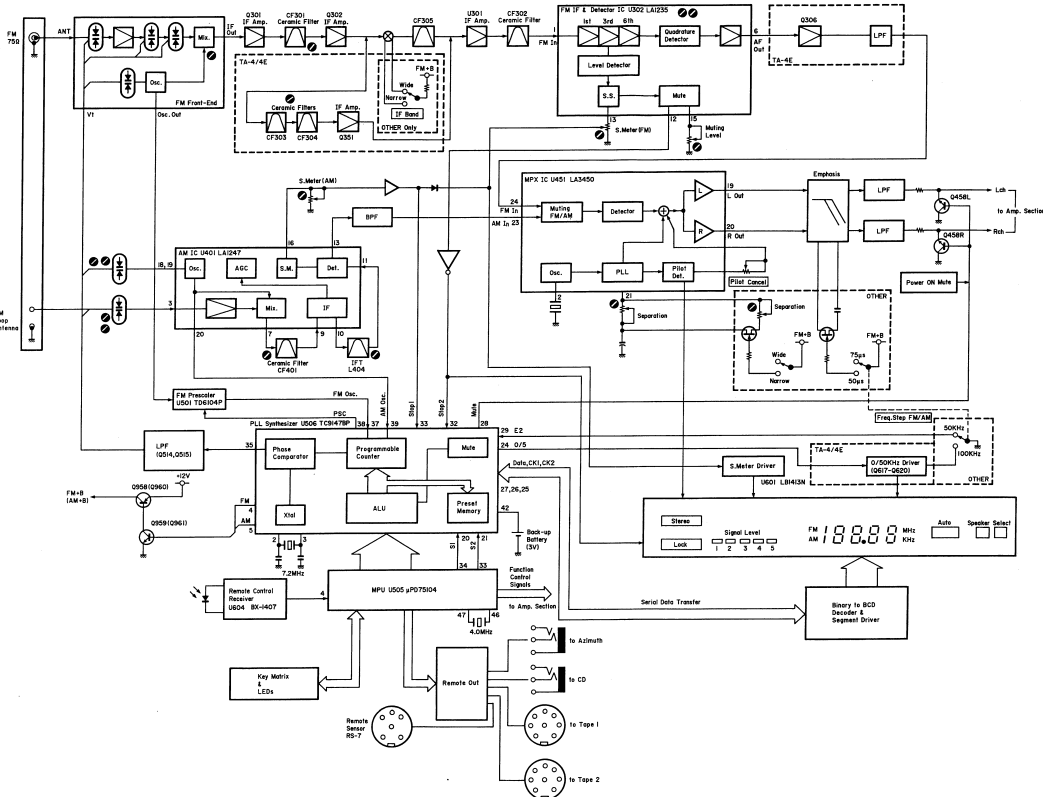 FM
75Ω
ANT
Mix.
Osc.
FM Front-End
IF
Out
Vt
Osc. Out
Q301
IF Amp.
CF301
Ceramic Filter
Q302
IF Amp.
CF305
U301
IF Amp.
CF302
Ceramic Filter
TA-4/4E
Ceramic Filters
CF303
CF304
IF Amp.
Q351
FM+B
Wide
Narrow
IF Band
OTHER Only
FM IF & Detector IC U302 LA1235
1
FM In
1st
3rd
6th
Quadrature
Detector
Level Detector
S.S.
Mute
6
AF
Out
13
12
15
S.Meter(FM)
Muting
Level
Q306
LPF
TA-4E
S.Meter(AM)
BPF
MPX IC U451 LA3450
24
FM In
AM In 23
Muting
FM/AM
Detector
L
R
19
L Out
20
R Out
Osc.
PLL
Pilot
Det.
Pilot Cancel
2
21
Separation
Emphasis
LPF
LPF
Q458L
Q458R
Lch
Rch
to Amp. Section
Power ON Mute
OTHER
Separation
FM+B
Wide
Narrow
FM+B
75µs
50µs
AM IC U401 LA1247
16
13
18,19
Osc.
AGC
S.M.
Det.
11
3
Mix.
IF
20
7
9
10
Ceramic Filter
CF401
IFT
L404
FM Prescaler
U501 TD6104P
FM Osc.
PSC
AM Osc.
Stop1
Stop2
Mute
PLL Synthesizer U506 TC9147BP
38
37
39
33
32
28
LPF
(Q514,Q515)
35
Phase
Comparator
Programmable
Counter
Mute
Xtal
ALU
Preset
Memory
29 E2
24 0/5
Data,CK1,CK2
27,26,25
42
Back-up
Battery
(3V)
+12V
Q958(Q960)
FM+B
(AM+B)
Q959(Q961)
FM
4
AM
5
2
3
7.2MHz
S1
20
S2
21
34
33
Freq.Step FM/AM
50KHz
100KHz
OTHER
TA-4/4E
0/50KHz Driver
(Q617-Q620)
S.Meter Driver
U601 LB1413N
Stereo
Lock
Signal Level
1 2 3 4 5
FM
AM
188.88
MHz
KHz
Auto
Speaker Select
Remote Control
Receiver
U604 BX-1407
4
MPU U505 µPD75104
Function
Control
Signals
to Amp. Section
47
46
4.0MHz
Serial Data Transfer
Binary to BCD
Decoder &
Segment Driver
Key Matrix
&
LEDs
Remote Out
to Azimuth
to CD
Remote
Sensor
RS-7
to Tape 1
to Tape 2